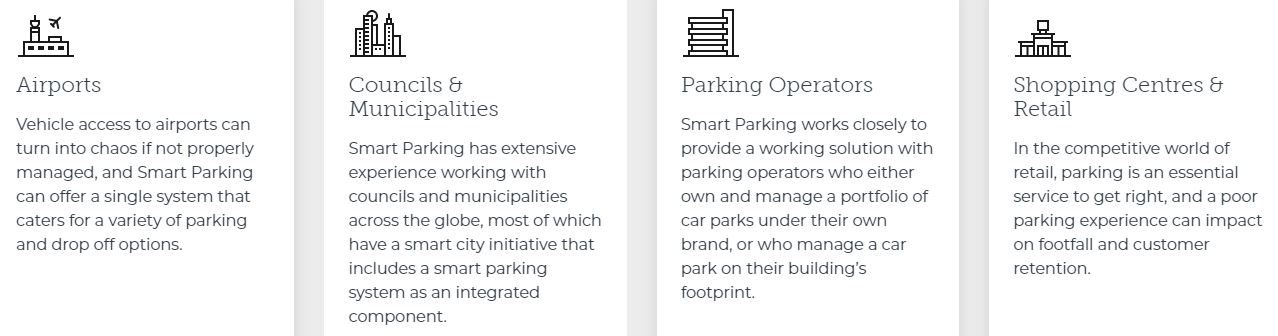 Airports
Vehicle access to airports can
turn into chaos if not properly
managed, and Smart Parking
can offer a single system that
caters for a variety of parking
and drop off options.
Councils &
Municipalities
Smart Parking has extensive
experience working with
councils and municipalities
across the globe, most of which
have a smart city initiative that
includes a smart parking
system as an integrated
component.
Parking Operators
Smart Parking works closely to
provide a working solution with
parking operators who either
own and manage a portfolio of
car parks under their own
brand, or who manage a car
park on their building’s
footprint.
Shopping Centres &
Retail
In the competitive world of
retail, parking is an essential
service to get right, and a poor
parking experience can impact
on footfall and customer
retention.